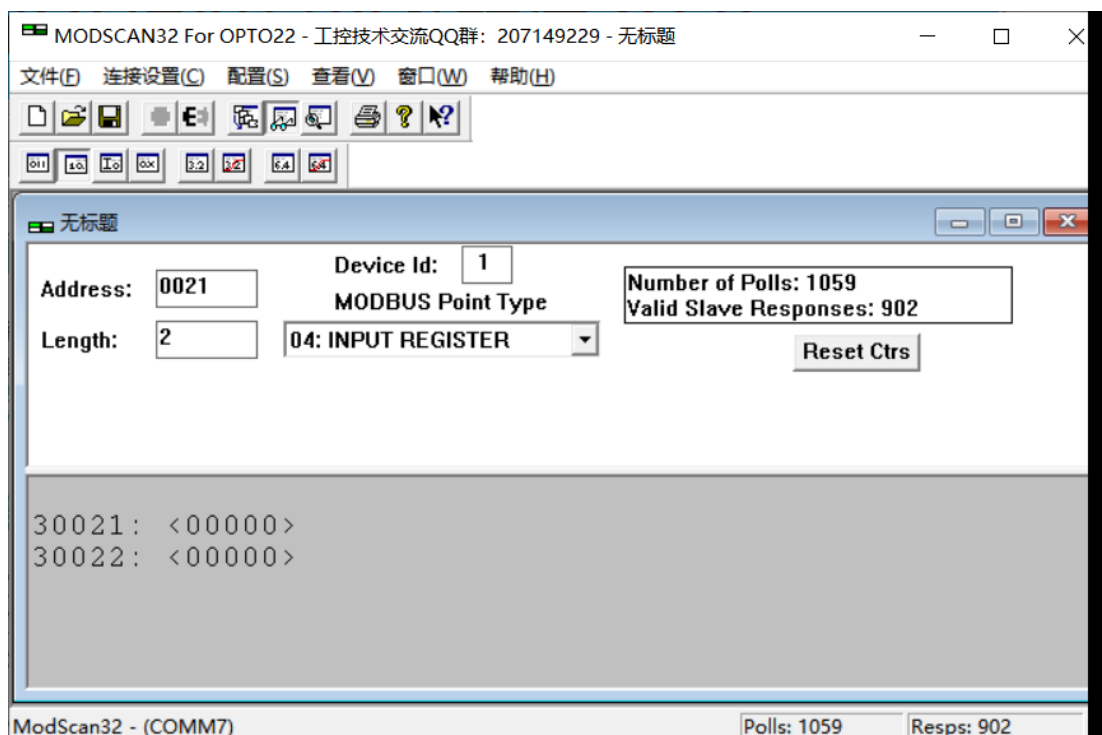 MODSCAN32 For OPTO22 - 工控技术交流QQ群：207149229 - 无标题
文件(F) 连接设置(C) 配置(S) 查看(V) 窗口(W) 帮助(H)
无标题
Device Id: 1
Address: 0021
MODBUS Point Type
Number of Polls: 1059
Valid Slave Responses: 902
Length: 2
04: INPUT REGISTER
Reset Ctrs
30021: <00000>
30022: <00000>
ModScan32 - (COMM7) Polls: 1059 Resps: 902